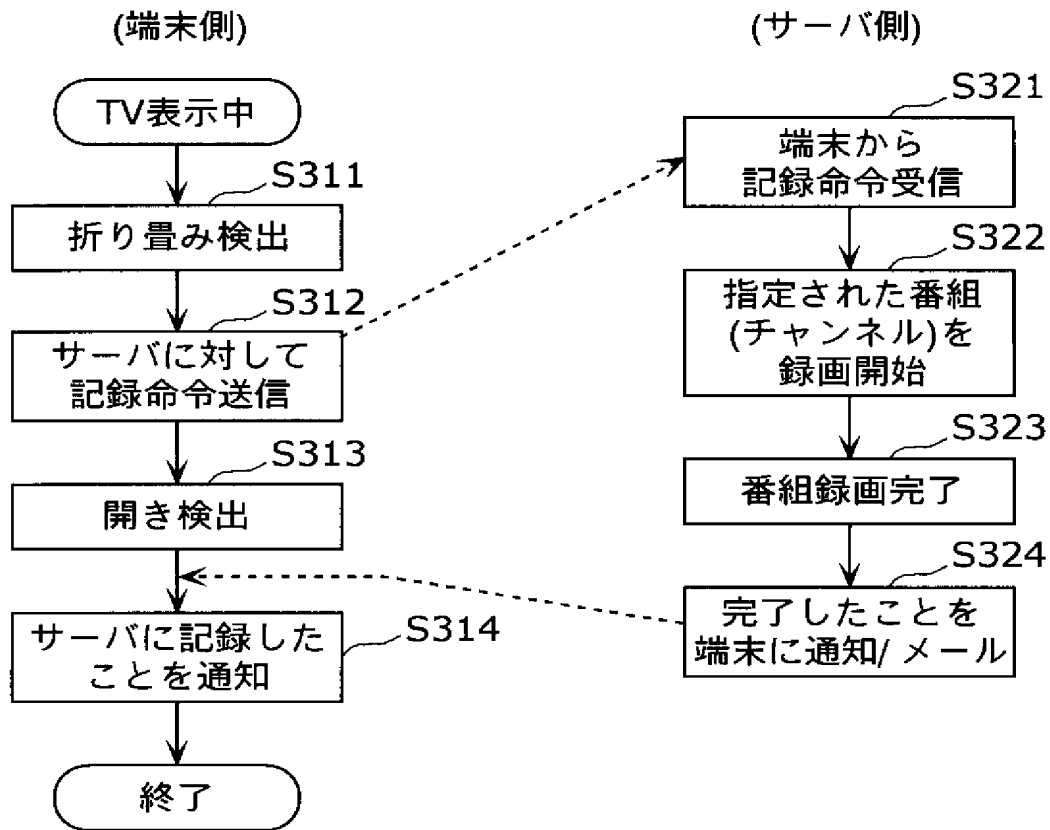 (端末側)
TV表示中
S311
折り畳み検出
S312
サーバに対して
記録命令送信
S313
開き検出
S314
サーバに記録した
ことを通知
終了
(サーバ側)
S321
端末から
記録命令受信
S322
指定された番組
(チャンネル)を
録画開始
S323
番組録画完了
S324
完了したことを
端末に通知/メール